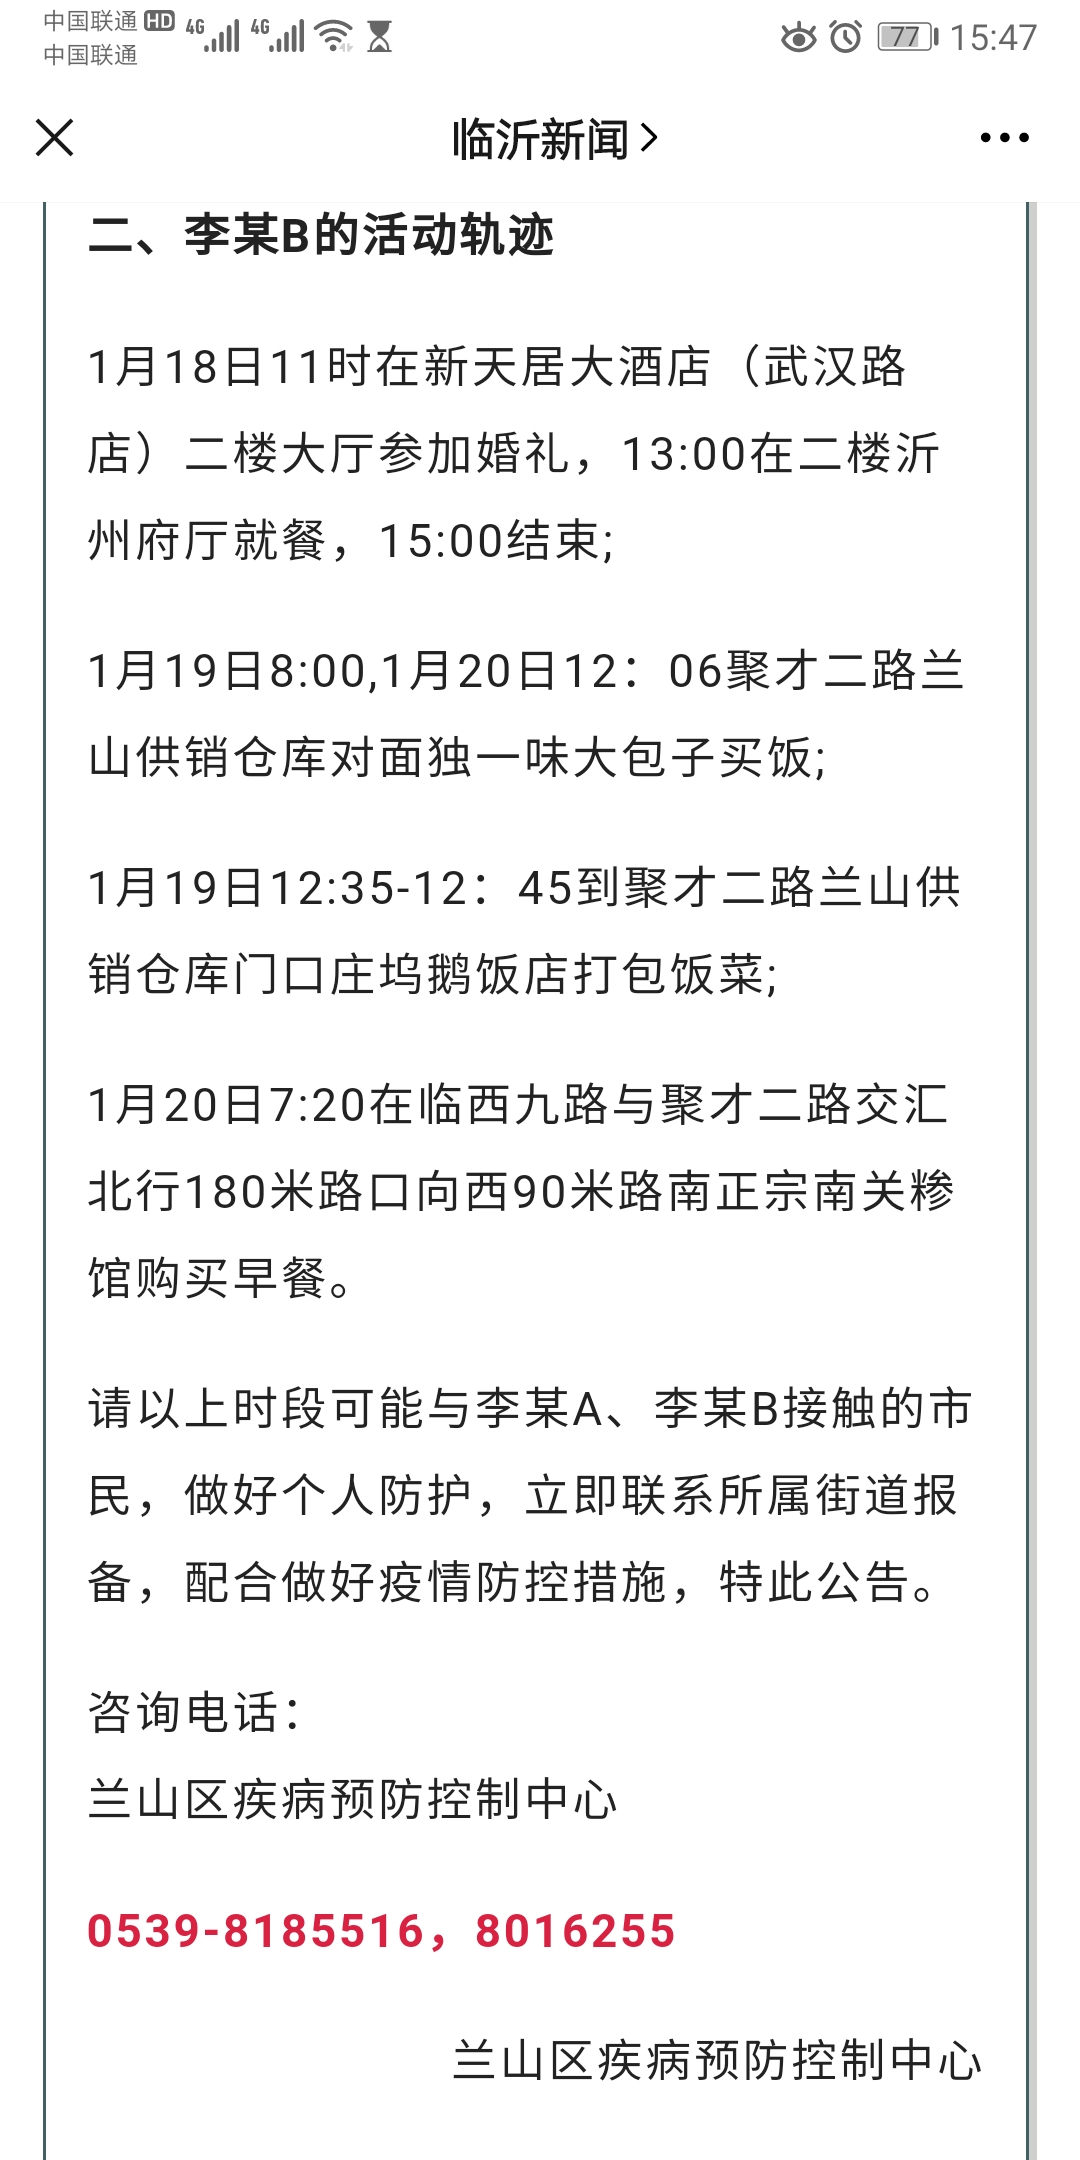 中国联通 HD 4G 4G 77 15:47
中国联通
临沂新闻
二、李某B的活动轨迹
1月18日11时在新天居大酒店（武汉路
店）二楼大厅参加婚礼，13:00在二楼沂
州府厅就餐，15:00结束;
1月19日8:00,1月20日12：06聚才二路兰
山供销仓库对面独一味大包子买饭;
1月19日12:35-12：45到聚才二路兰山供
销仓库门口庄坞鹅饭店打包饭菜;
1月20日7:20在临西九路与聚才二路交汇
北行180米路口向西90米路南正宗南关糁
馆购买早餐。
请以上时段可能与李某A、李某B接触的市
民，做好个人防护，立即联系所属街道报
备，配合做好疫情防控措施，特此公告。
咨询电话：
兰山区疾病预防控制中心
0539-8185516，8016255
兰山区疾病预防控制中心